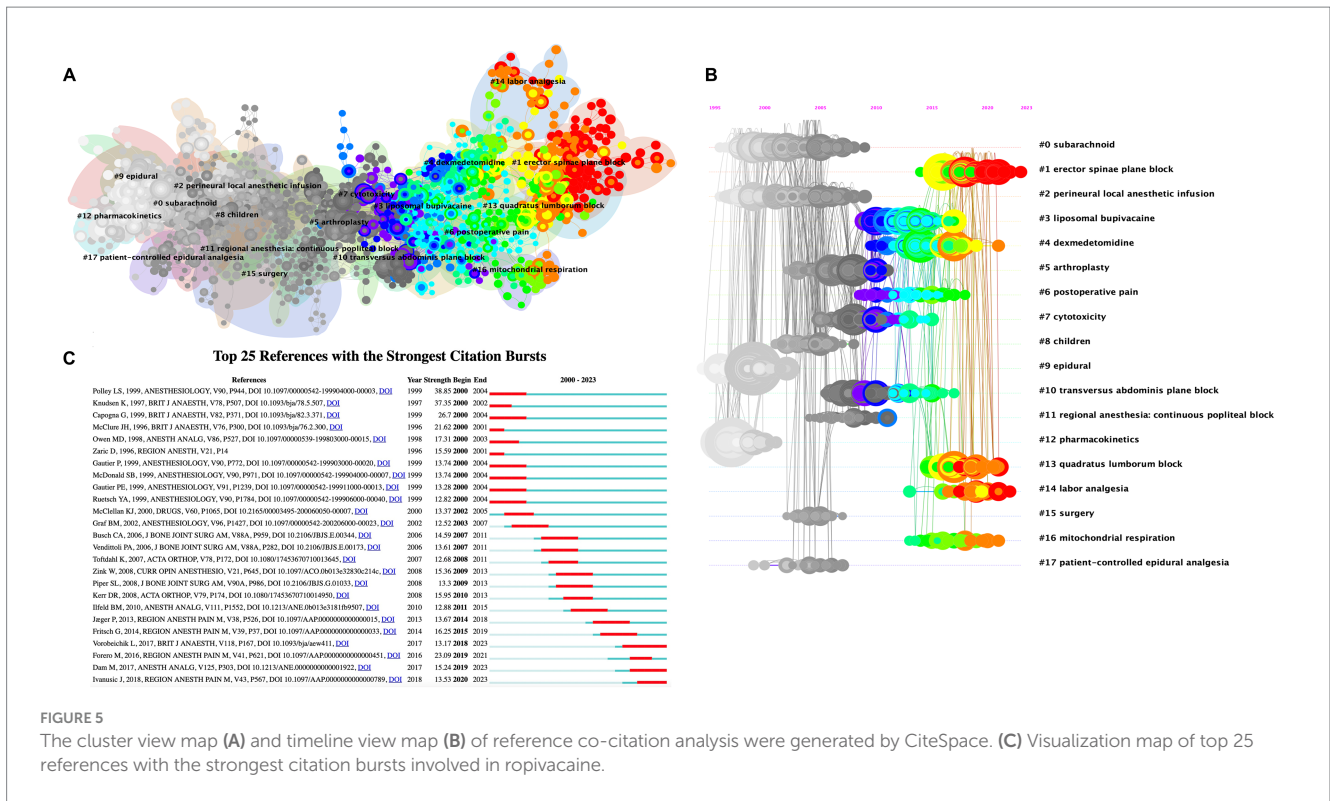 A
#14 labor analgesia
#4 dexmedetomidine
#1 erector spinae plane block
#9 epidural
#2 perineural local anesthetic infusion
#7 cytotoxicity
#0 subarachnoid
#3 liposomal bupivacaine
#13 quadratus lumborum block
#12 pharmacokinetics
#8 children
#5 arthroplasty
#6 postoperative pain
#11 regional anesthesia: continuous popliteal block
#17 patient-controlled epidural analgesia
#10 transversus abdominis plane block
#15 surgery
#16 mitochondrial respiration
B
1995 2000 2005 2010 2015 2020 2023
#0 subarachnoid
#1 erector spinae plane block
#2 perineral local anesthetic infusion
#3 liposomal bupivacaine
#4 dexmedetomidine
#5 arthroplasty
#6 postoperative pain
#7 cytotoxicity
#8 children
#9 epidural
#10 transversus abdominis plane block
#11 regional anesthesia: continuous popliteal block
#12 pharmacokinetics
#13 quadratus lumborum block
#14 labor analgesia
#15 surgery
#16 mitochondrial respiration
#17 patient-controlled epidural analgesia
C
Top 25 References with the Strongest Citation Bursts
References Year Strength Begin End 2000 - 2023
Polley LS, 1999, ANESTHESIOLOGY, V90, P944, DOI 10.1097/00000542-199904000-00003, DOI 1999 38.85 2000 2004
Knudsen K, 1997, BRIT J ANAESTH, V78, P507, DOI 10.1093/bja/78.5.507, DOI 1997 37.35 2000 2002
Capogna G, 1999, BRIT J ANAESTH, V82, P371, DOI 10.1093/bja/82.3.371, DOI 1999 26.7 2000 2004
McClure JH, 1996, BRIT J ANAESTH, V76, P300, DOI 10.1093/bja/76.2.300, DOI 1996 21.62 2000 2001
Owen MD, 1998, ANESTH ANALG, V86, P527, DOI 10.1097/00000539-199803000-00015, DOI 1998 17.31 2000 2003
Zaric D, 1996, REGION ANESTH, V21, P14 1996 15.59 2000 2001
Gautier P, 1999, ANESTHESIOLOGY, V90, P772, DOI 10.1097/00000542-199903000-00020, DOI 1999 13.74 2000 2004
McDonald SB, 1999, ANESTHESIOLOGY, V90, P971, DOI 10.1097/00000542-199904000-00007, DOI 1999 13.74 2000 2004
Gautier PE, 1999, ANESTHESIOLOGY, V91, P1239, DOI 10.1097/00000542-199911000-00013, DOI 1999 13.28 2000 2004
Ruetsch YA, 1999, ANESTHESIOLOGY, V90, P1784, DOI 10.1097/00000542-199906000-00040, DOI 1999 12.82 2000 2004
McClellan KJ, 2000, DRUGS, V60, P1065, DOI 10.2165/00003495-200060050-00007, DOI 2000 13.37 2002 2005
Graf BM, 2002, ANESTHESIOLOGY, V96, P1427, DOI 10.1097/00000542-200206000-00023, DOI 2002 12.52 2003 2007
Busch CA, 2006, J BONE JOINT SURG AM, V88A, P959, DOI 10.2106/JBJS.E.00344, DOI 2006 14.59 2007 2011
Vendittoli PA, 2006, J BONE JOINT SURG AM, V88A, P282, DOI 10.2106/JBJS.E.00173, DOI 2006 13.61 2007 2011
Toftdahl K, 2007, ACTA ORTHOP, V78, P172, DOI 10.1080/17453670710013645, DOI 2007 12.68 2008 2011
Zink W, 2008, CURR OPIN ANESTHESIO, V21, P645, DOI 10.1097/ACO.0b013e32830c214c, DOI 2008 15.36 2009 2013
Piper SL, 2008, J BONE JOINT SURG AM, V90A, P986, DOI 10.2106/JBJS.G.01033, DOI 2008 13.3 2009 2013
Kerr DR, 2008, ACTA ORTHOP, V79, P174, DOI 10.1080/17453670710014950, DOI 2008 15.95 2010 2013
Ilfeld BM, 2010, ANESTH ANALG, V111, P1552, DOI 10.1213/ANE.0b013e3181fb9507, DOI 2010 12.88 2011 2015
Jæger P, 2013, REGION ANESTH PAIN M, V38, P526, DOI 10.1097/AAP.0000000000000015, DOI 2013 13.67 2014 2018
Fritsch G, 2014, REGION ANESTH PAIN M, V39, P37, DOI 10.1097/AAP.0000000000000033, DOI 2014 16.25 2015 2019
Vorobeichik L, 2017, BRIT J ANAESTH, V118, P167, DOI 10.1093/bja/aew411, DOI 2017 13.17 2018 2023
Forero M, 2016, REGION ANESTH PAIN M, V41, P621, DOI 10.1097/AAP.0000000000000451, DOI 2016 23.09 2019 2021
Dam M, 2017, ANESTH ANALG, V125, P303, DOI 10.1213/ANE.0000000000001922, DOI 2017 15.24 2019 2023
Ivanusic J, 2018, REGION ANESTH PAIN M, V43, P567, DOI 10.1097/AAP.0000000000000789, DOI 2018 13.53 2020 2023
FIGURE 5
The cluster view map (A) and timeline view map (B) of reference co-citation analysis were generated by CiteSpace. (C) Visualization map of top 25
references with the strongest citation bursts involved in ropivacaine.